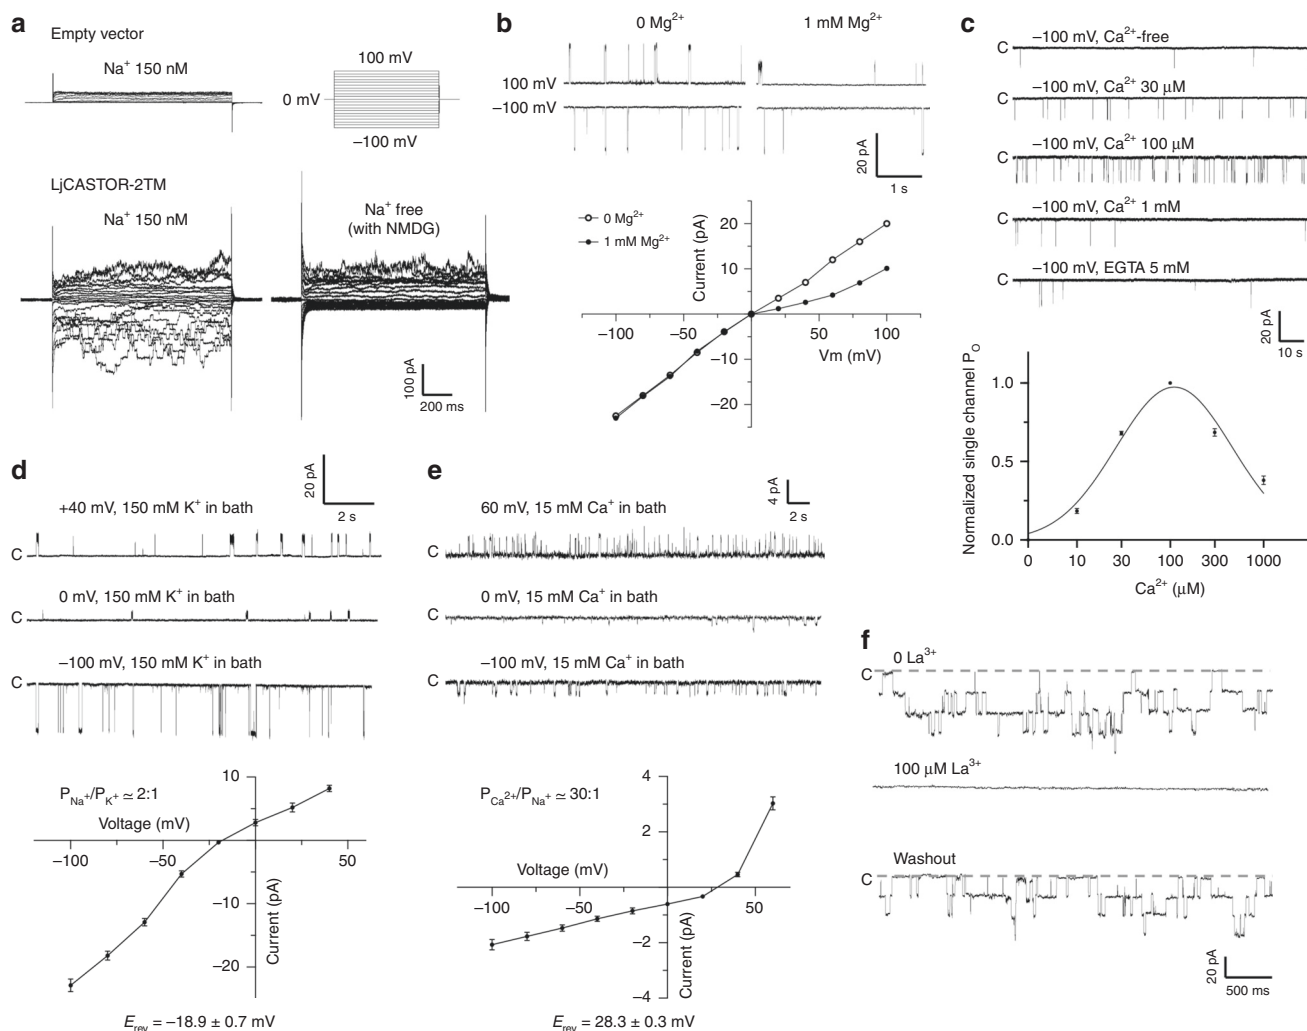 a
Empty vector
Na⁺ 150 nM
100 mV
0 mV
−100 mV
LjCASTOR-2TM
Na⁺ 150 nM
Na⁺ free
(with NMDG)
100 pA
200 ms
b
0 Mg²⁺
1 mM Mg²⁺
100 mV
−100 mV
20 pA
1 s
0 Mg²⁺
1 mM Mg²⁺
Current (pA)
20
10
−10
−20
−100
−50
50
100
Vm (mV)
c
C
−100 mV, Ca²⁺-free
C
−100 mV, Ca²⁺ 30 μM
C
−100 mV, Ca²⁺ 100 μM
C
−100 mV, Ca²⁺ 1 mM
C
−100 mV, EGTA 5 mM
20 pA
10 s
Normalized single channel P_O
1.0
0.5
0.0
0
10
30
100
300
1000
Ca²⁺ (μM)
d
20 pA
2 s
+40 mV, 150 mM K⁺ in bath
C
0 mV, 150 mM K⁺ in bath
C
−100 mV, 150 mM K⁺ in bath
C
P_Na⁺/P_K⁺ ≃ 2:1
Voltage (mV)
10
−100
−50
50
−10
−20
Current (pA)
E_rev = −18.9 ± 0.7 mV
e
4 pA
2 s
60 mV, 15 mM Ca⁺ in bath
C
0 mV, 15 mM Ca⁺ in bath
C
−100 mV, 15 mM Ca⁺ in bath
C
P_Ca²⁺/P_Na⁺ ≃ 30:1
Voltage (mV)
4
2
−100
−50
50
−2
−4
Current (pA)
E_rev = 28.3 ± 0.3 mV
f
0 La³⁺
C
100 μM La³⁺
Washout
C
20 pA
500 ms